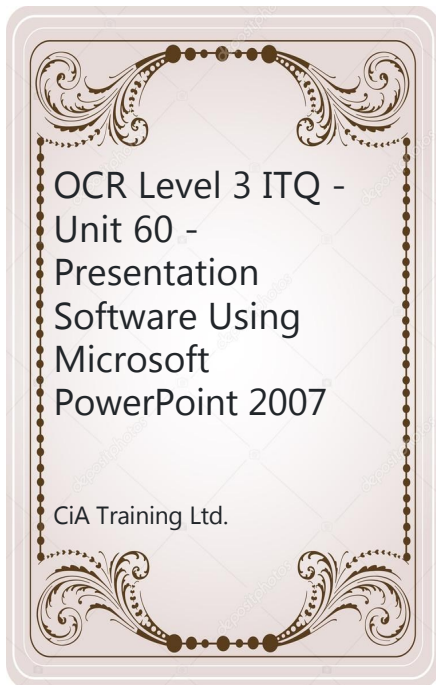 OCR Level 3 ITQ -
Unit 60 -
Presentation
Software Using
Microsoft
PowerPoint 2007
CiA Training Ltd.